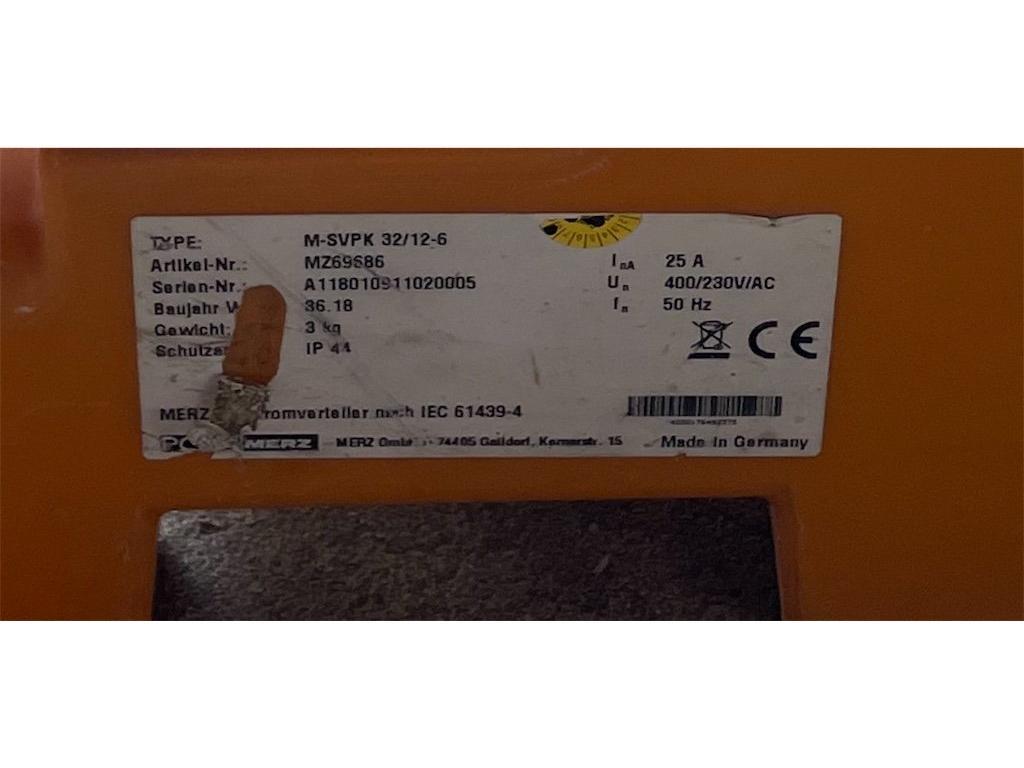 TYPE: M-SVPK 32/12-6
Artikel-Nr.: MZ69686
Serien-Nr.: A118010911020005
Baujahr 36.18
Gewicht: 3 kg
IP 44
InA 25 A
Un 400/230V/AC
fn 50 Hz
CE
MERZ nach IEC 61439-4
MERZ MERZ GmbH 74405 Gaildorf, Kernerstr. 15 Made in Germany